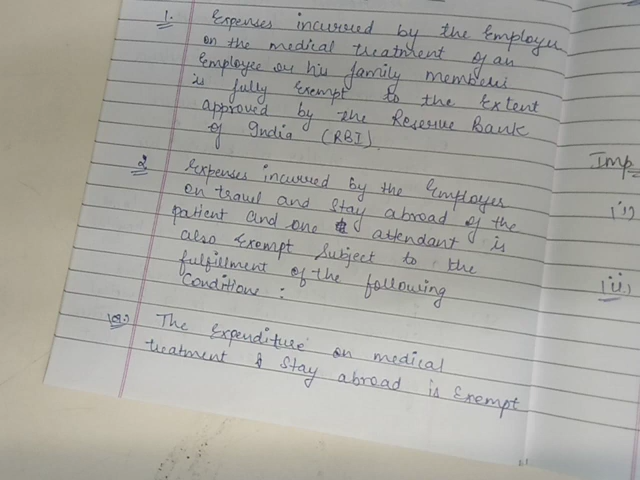 1. Expenses incurred by the Employer
on the medical treatment of an
Employee or his family members
is fully Exempt to the Extent
approved by the Reserve Bank
of India (RBI).
2. Expenses incurred by the Employer
on travel and stay abroad of the
patient and one attendant is
also Exempt Subject to the
fulfillment of the following
Conditions :
(a) The Expenditure on medical
treatment & Stay abroad is Exempt
Imp
(i)
(ii)